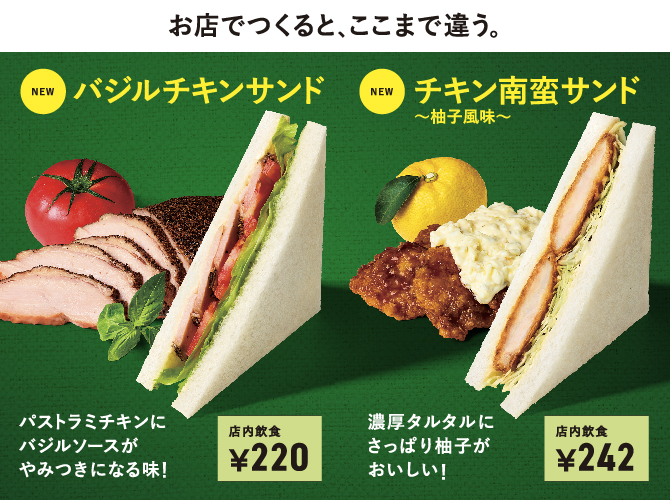 お店でつくると、ここまで違う。
NEW
バジルチキンサンド
NEW
チキン南蛮サンド
〜柚子風味〜
パストラミチキンに
バジルソースが
やみつきになる味!
店内飲食
¥220
濃厚タルタルに
さっぱり柚子が
おいしい!
店内飲食
¥242